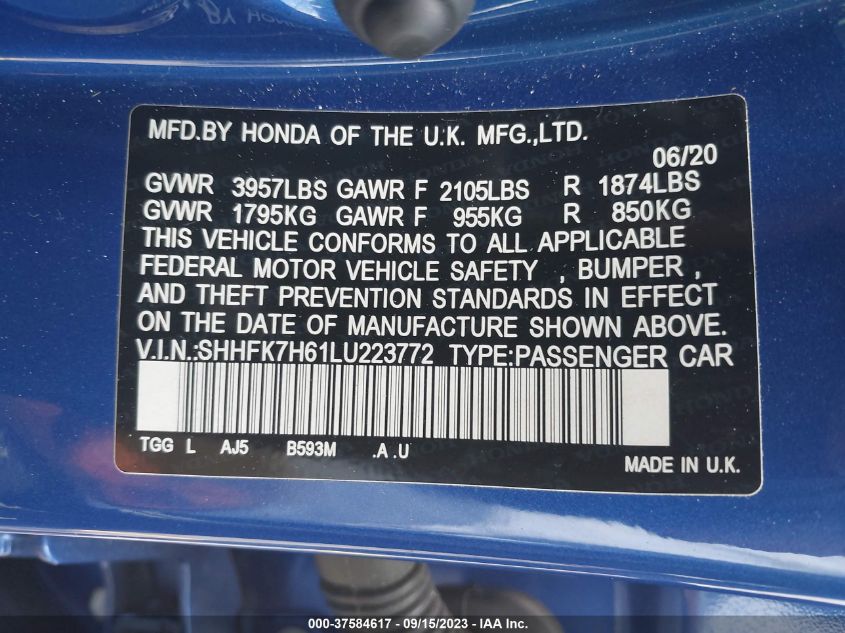 MFD.BY HONDA OF THE U.K. MFG.,LTD.
06/20
GVWR 3957LBS GAWR F 2105LBS R 1874LBS
GVWR 1795KG GAWR F 955KG R 850KG
THIS VEHICLE CONFORMS TO ALL APPLICABLE
FEDERAL MOTOR VEHICLE SAFETY , BUMPER ,
AND THEFT PREVENTION STANDARDS IN EFFECT
ON THE DATE OF MANUFACTURE SHOWN ABOVE.
V.I.N.:SHHFK7H61LU223772 TYPE:PASSENGER CAR
TGG L AJ5 B593M .A .U
MADE IN U.K.
000-37584617 - 09/15/2023 - IAAI.COM